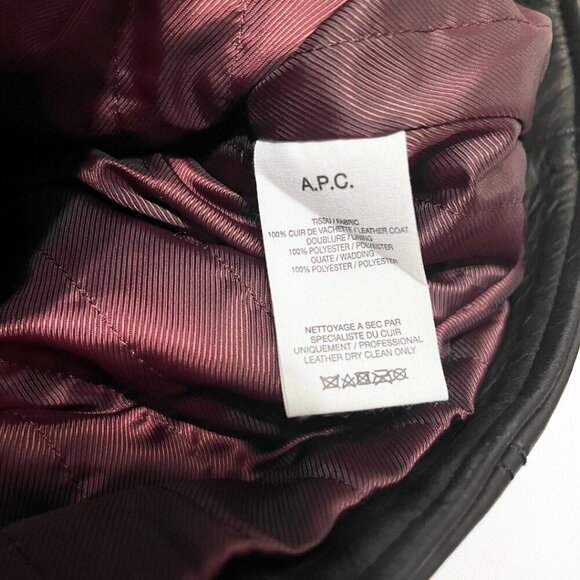 A.P.C.
TISSU / FABRIC
100% CUIR DE VACHETTE / LEATHER COAT
DOUBLURE / LINING
100% POLYESTER / POLYESTER
OUATE / WADDING
100% POLYESTER / POLYESTER
NETTOYAGE A SEC PAR
SPECIALISTE DU CUIR
UNIQUEMENT / PROFESSIONAL
LEATHER DRY CLEAN ONLY